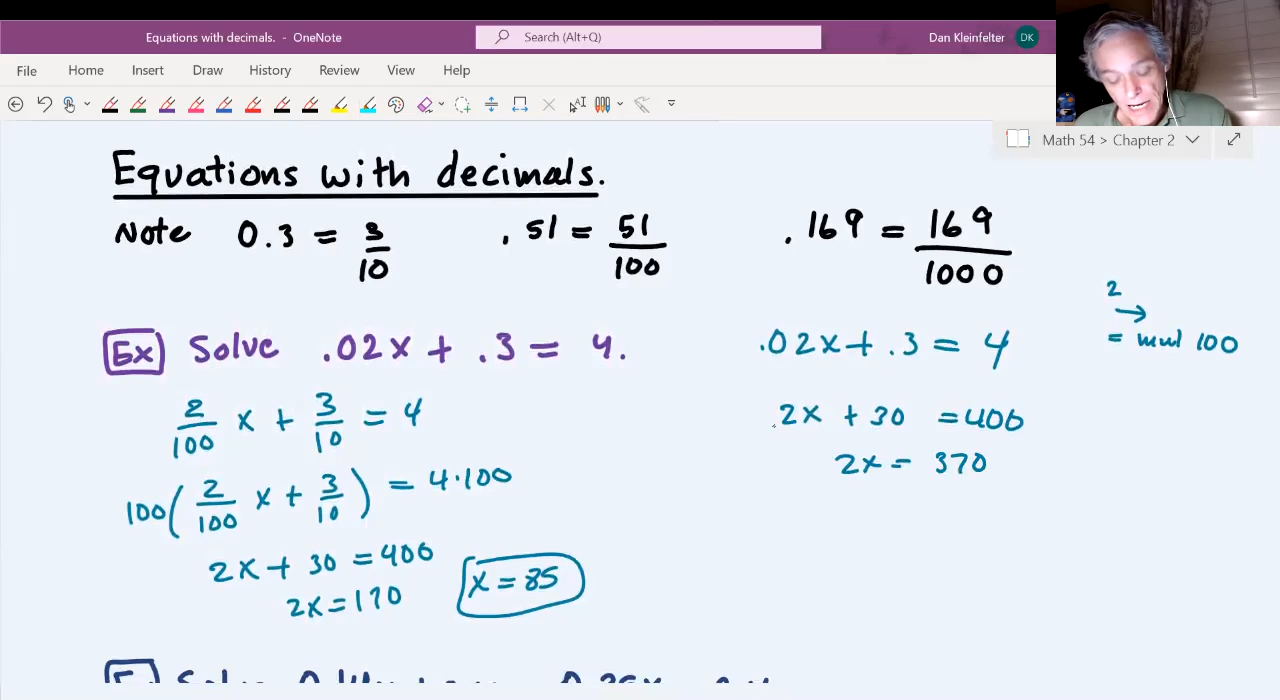 Equations with decimals. - OneNote
Search (Alt+Q)
Dan Kleinfelter DK
File Home Insert Draw History Review View Help
Math 54 > Chapter 2
Equations with decimals.
Note 0.3 = 3/10 .51 = 51/100 .169 = 169/1000
2 →
= mul 100
Ex Solve .02x + .3 = 4.
2/100 x + 3/10 = 4
100(2/100 x + 3/10) = 4·100
2x + 30 = 400
2x = 170
x = 85
.02x + .3 = 4
2x + 30 = 400
2x = 370